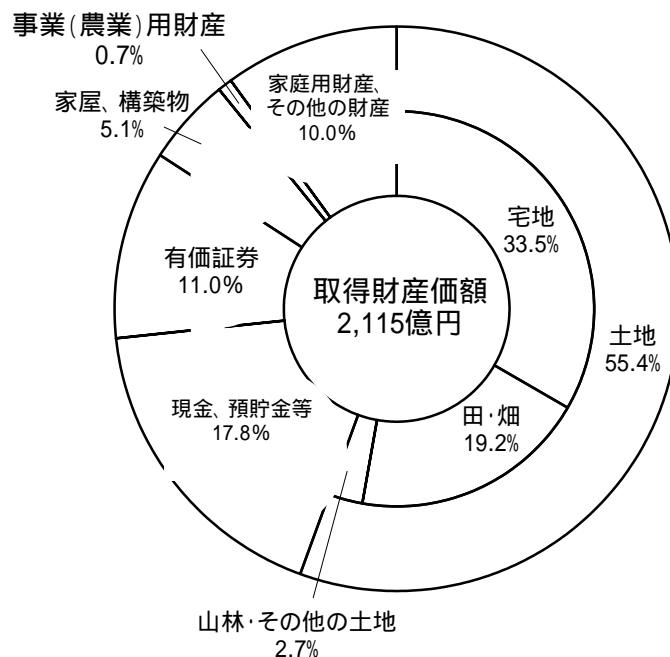 事業(農業)用財産
0.7%
家屋、構築物
5.1%
家庭用財産、
その他の財産
10.0%
宅地
33.5%
有価証券
11.0%
取得財産価額
2,115億円
土地
55.4%
現金、預貯金等
17.8%
田・畑
19.2%
山林・その他の土地
2.7%